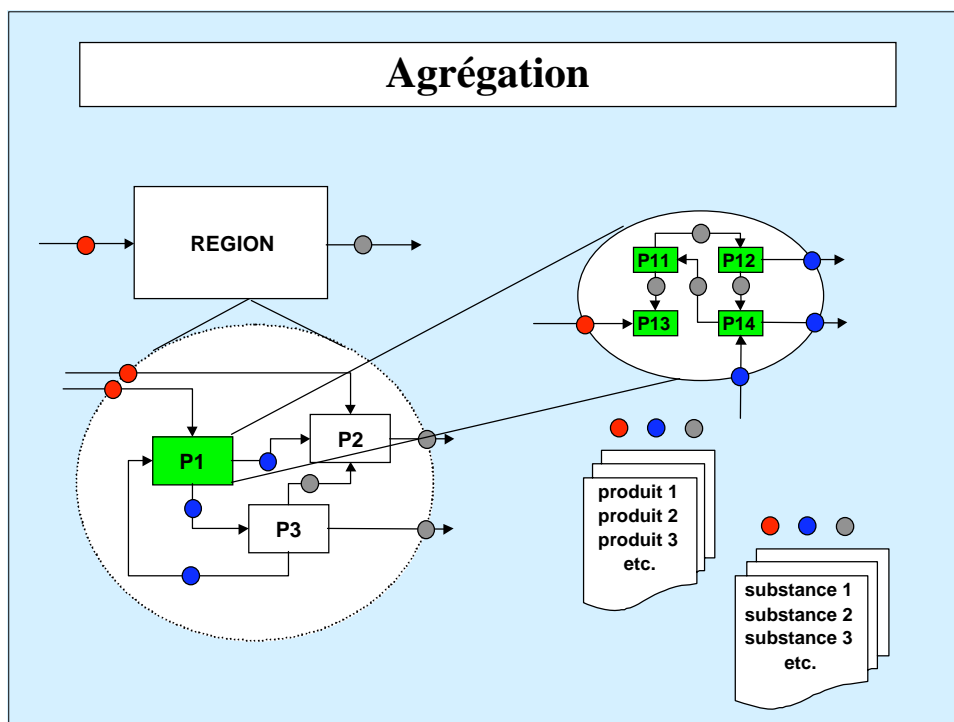 Agrégation
REGION
P11
P12
P13
P14
P1
P2
P3
produit 1
produit 2
produit 3
etc.
substance 1
substance 2
substance 3
etc.